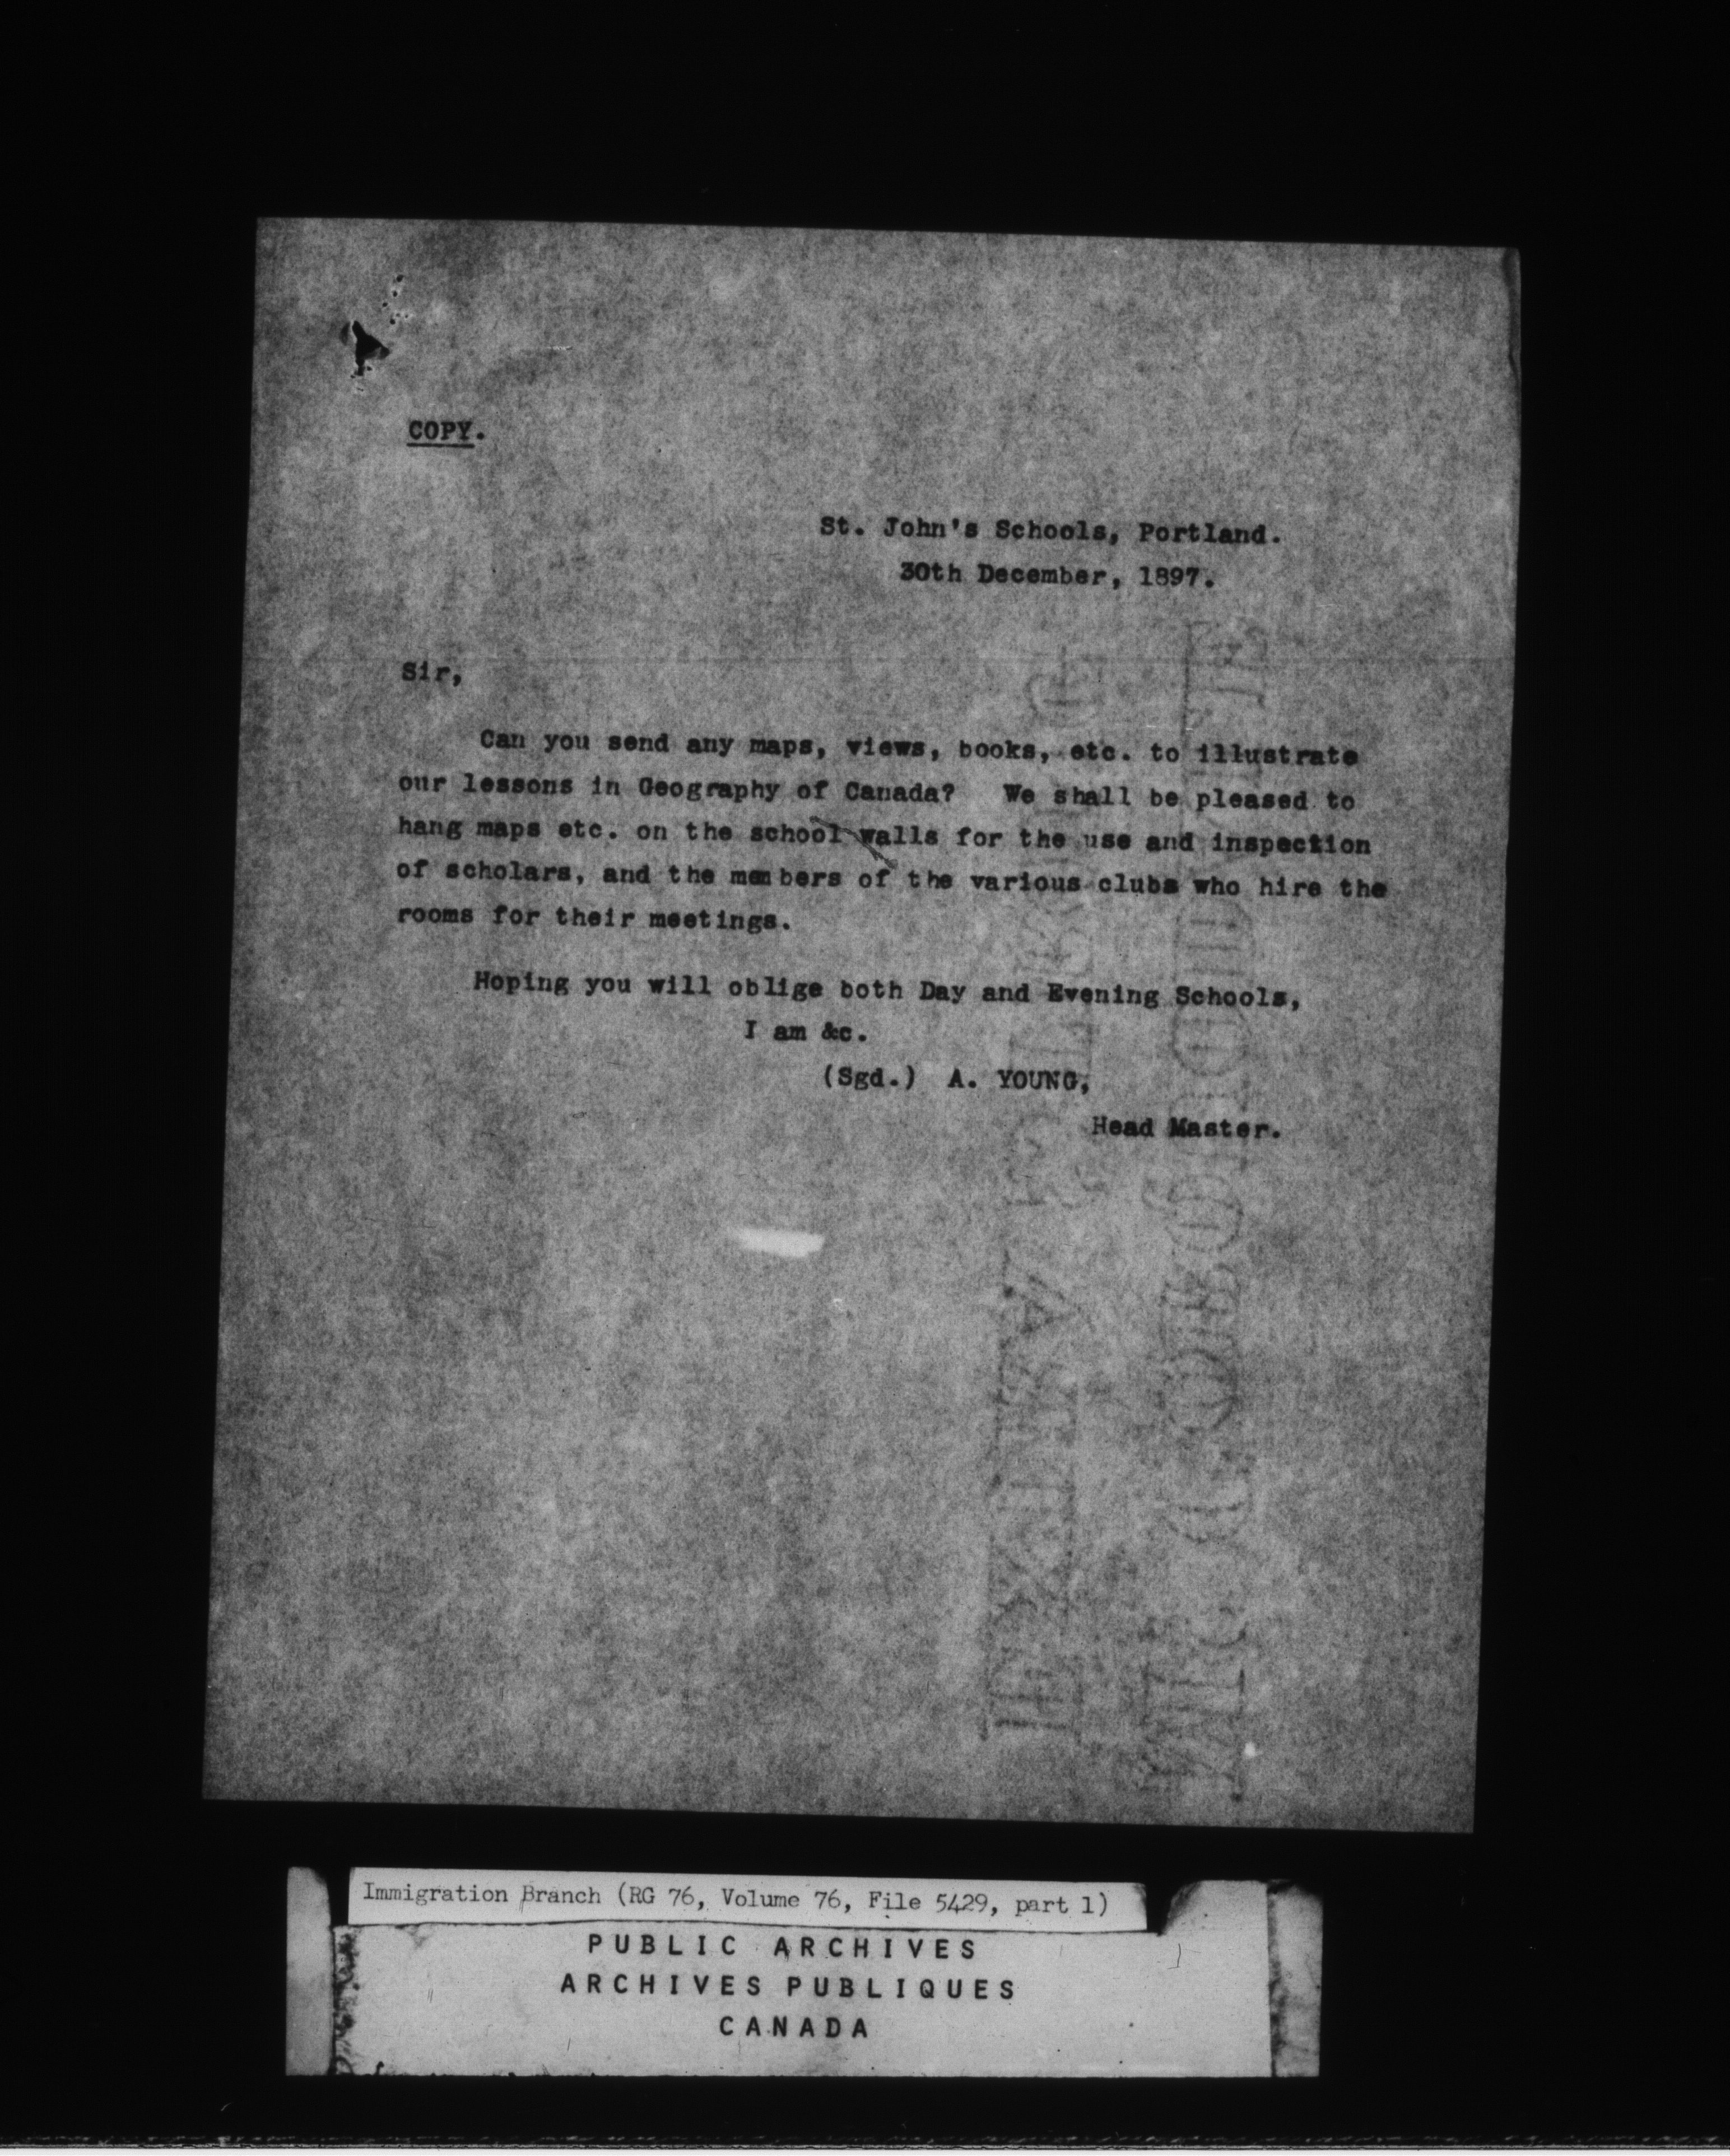 COPY.
St. John's Schools, Portland.
30th December, 1897.
Sir,
Can you send any maps, views, books, etc. to illustrate
our lessons in Geography of Canada? We shall be pleased to
hang maps etc. on the school walls for the use and inspection
of scholars, and the members of the various clubs who hire the
rooms for their meetings.
Hoping you will oblige both Day and Evening Schools,
I am &c.
(Sgd.) A. YOUNG,
Head Master.
Immigration Branch (RG 76, Volume 76, File 5429, part 1)
PUBLIC ARCHIVES
ARCHIVES PUBLIQUES
CANADA